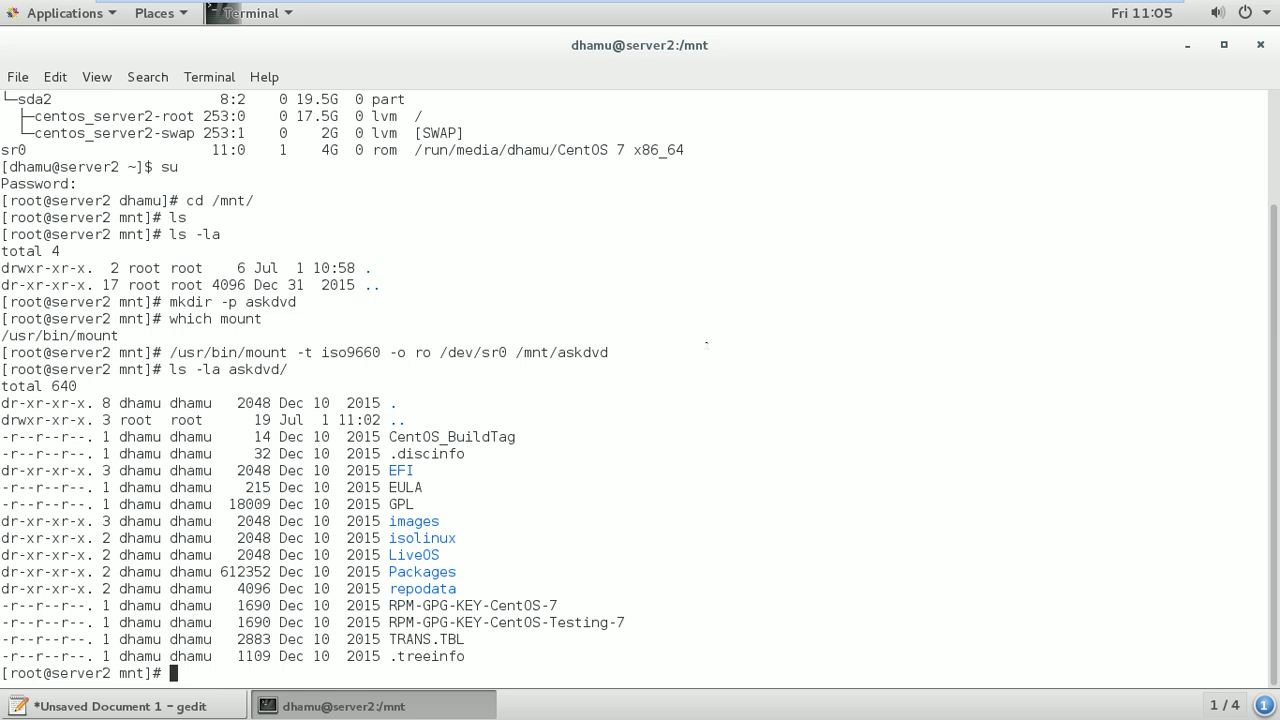 Applications Places Terminal Fri 11:05
dhamu@server2:/mnt
File Edit View Search Terminal Help
└─sda2 8:2 0 19.5G 0 part
├─centos_server2-root 253:0 0 17.5G 0 lvm /
└─centos_server2-swap 253:1 0 2G 0 lvm [SWAP]
sr0 11:0 1 4G 0 rom /run/media/dhamu/CentOS 7 x86_64
[dhamu@server2 ~]$ su
Password:
[root@server2 dhamu]# cd /mnt/
[root@server2 mnt]# ls
[root@server2 mnt]# ls -la
total 4
drwxr-xr-x. 2 root root 6 Jul 1 10:58 .
dr-xr-xr-x. 17 root root 4096 Dec 31 2015 ..
[root@server2 mnt]# mkdir -p askdvd
[root@server2 mnt]# which mount
/usr/bin/mount
[root@server2 mnt]# /usr/bin/mount -t iso9660 -o ro /dev/sr0 /mnt/askdvd
[root@server2 mnt]# ls -la askdvd/
total 640
dr-xr-xr-x. 8 dhamu dhamu 2048 Dec 10 2015 .
drwxr-xr-x. 3 root root 19 Jul 1 11:02 ..
-r--r--r--. 1 dhamu dhamu 14 Dec 10 2015 CentOS_BuildTag
-r--r--r--. 1 dhamu dhamu 32 Dec 10 2015 .discinfo
dr-xr-xr-x. 3 dhamu dhamu 2048 Dec 10 2015 EFI
-r--r--r--. 1 dhamu dhamu 215 Dec 10 2015 EULA
-r--r--r--. 1 dhamu dhamu 18009 Dec 10 2015 GPL
dr-xr-xr-x. 3 dhamu dhamu 2048 Dec 10 2015 images
dr-xr-xr-x. 2 dhamu dhamu 2048 Dec 10 2015 isolinux
dr-xr-xr-x. 2 dhamu dhamu 2048 Dec 10 2015 LiveOS
dr-xr-xr-x. 2 dhamu dhamu 612352 Dec 10 2015 Packages
dr-xr-xr-x. 2 dhamu dhamu 4096 Dec 10 2015 repodata
-r--r--r--. 1 dhamu dhamu 1690 Dec 10 2015 RPM-GPG-KEY-CentOS-7
-r--r--r--. 1 dhamu dhamu 1690 Dec 10 2015 RPM-GPG-KEY-CentOS-Testing-7
-r--r--r--. 1 dhamu dhamu 2883 Dec 10 2015 TRANS.TBL
-r--r--r--. 1 dhamu dhamu 1109 Dec 10 2015 .treeinfo
[root@server2 mnt]#
*Unsaved Document 1 - gedit dhamu@server2:/mnt 1 / 4 1